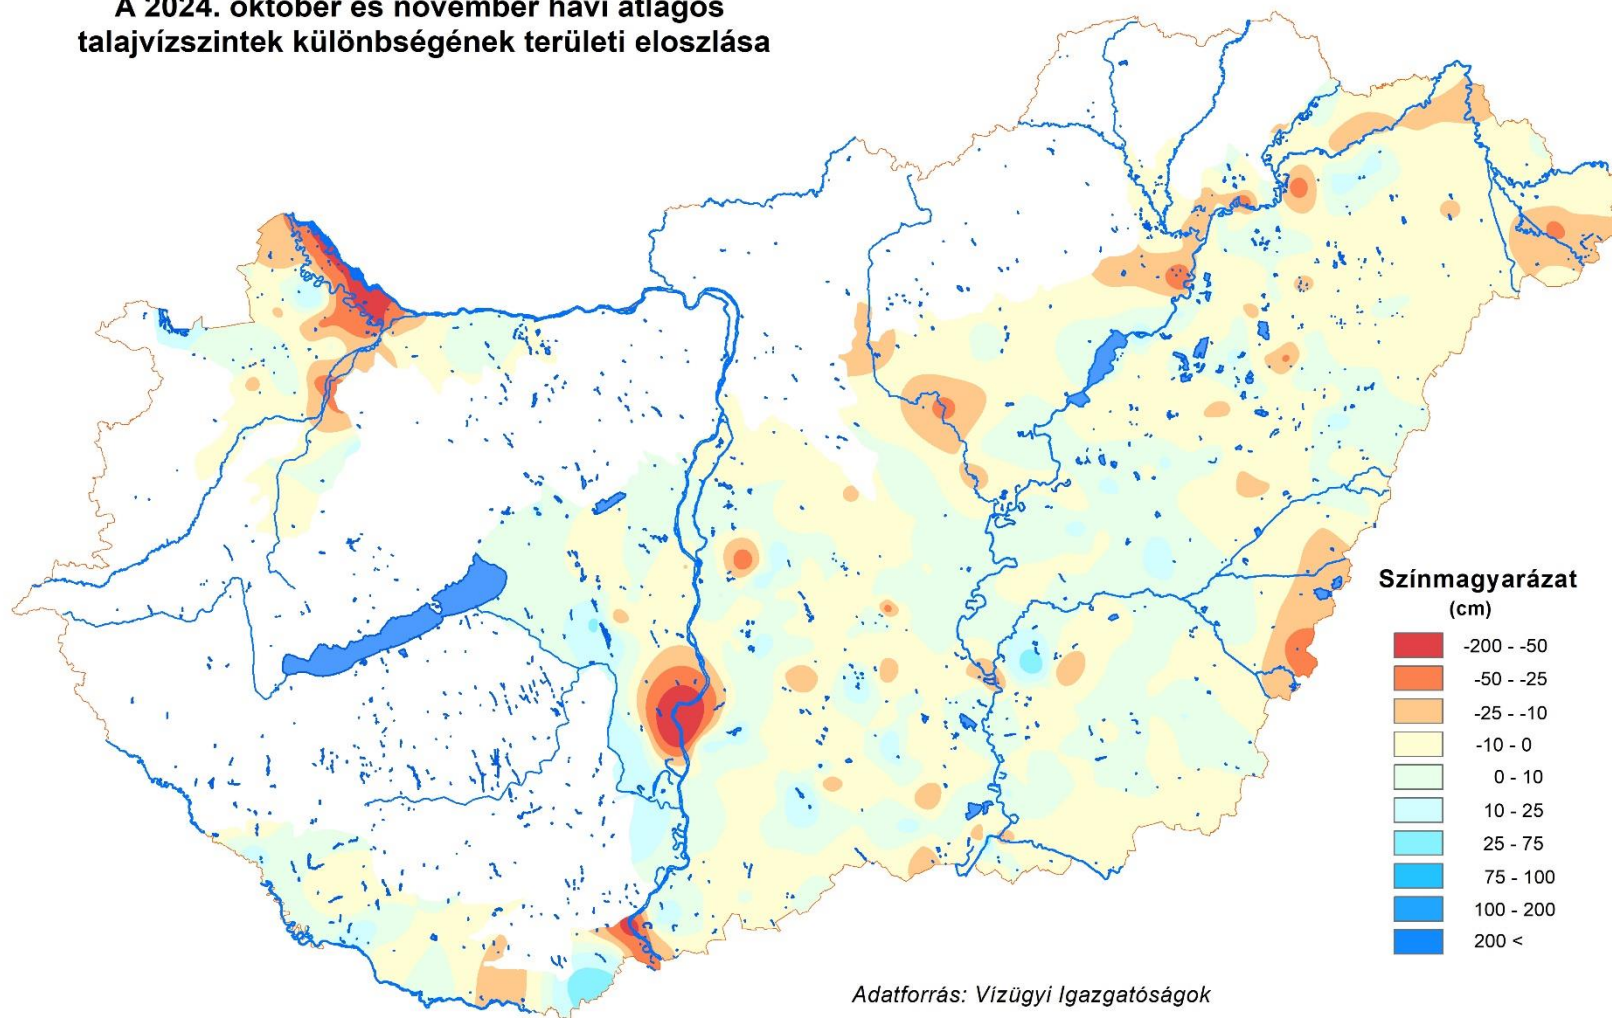 A 2024. október és november havi átlagos
talajvízszintek különbségének területi eloszlása
Színmagyarázat
(cm)
-200 - -50
-50 - -25
-25 - -10
-10 - 0
0 - 10
10 - 25
25 - 75
75 - 100
100 - 200
200 <
Adatforrás: Vízügyi Igazgatóságok